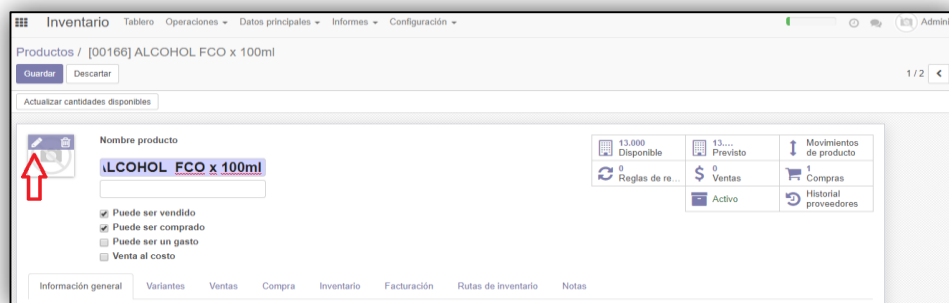 Inventario Tablero Operaciones Datos principales Informes Configuración Admini
Productos / [00166] ALCOHOL FCO x 100ml
Guardar Descartar 1 / 2
Actualizar cantidades disponibles
Nombre producto
LCOHOL FCO x 100ml
Puede ser vendido
Puede ser comprado
Puede ser un gasto
Venta al costo
13.000 Disponible
13.... Previsto
Movimientos de producto
0 Reglas de re...
0 Ventas
1 Compras
Activo
Historial proveedores
Información general Variantes Ventas Compra Inventario Facturación Rutas de inventario Notas